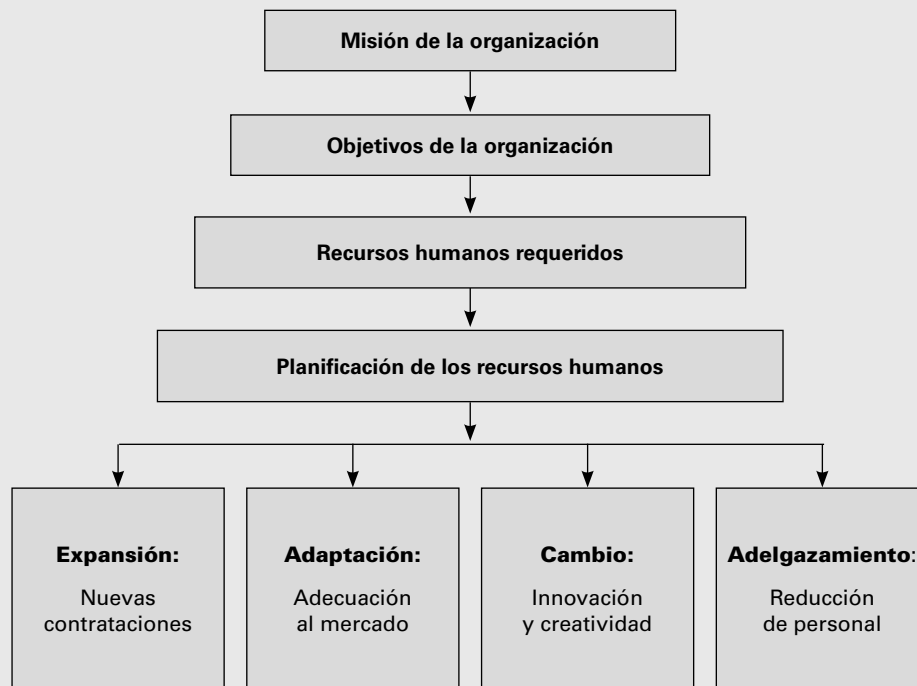 Misión de la organización
Objetivos de la organización
Recursos humanos requeridos
Planificación de los recursos humanos
Expansión:
Nuevas
contrataciones
Adaptación:
Adecuación
al mercado
Cambio:
Innovación
y creatividad
Adelgazamiento:
Reducción
de personal